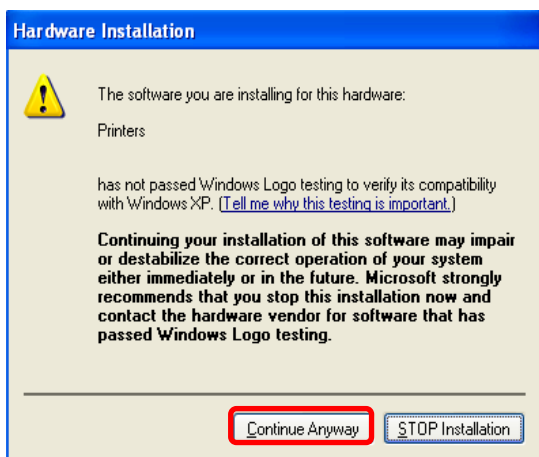 Hardware Installation
The software you are installing for this hardware:
Printers
has not passed Windows Logo testing to verify its compatibility
with Windows XP. (Tell me why this testing is important.)
Continuing your installation of this software may impair
or destabilize the correct operation of your system
either immediately or in the future. Microsoft strongly
recommends that you stop this installation now and
contact the hardware vendor for software that has
passed Windows Logo testing.
Continue Anyway
STOP Installation